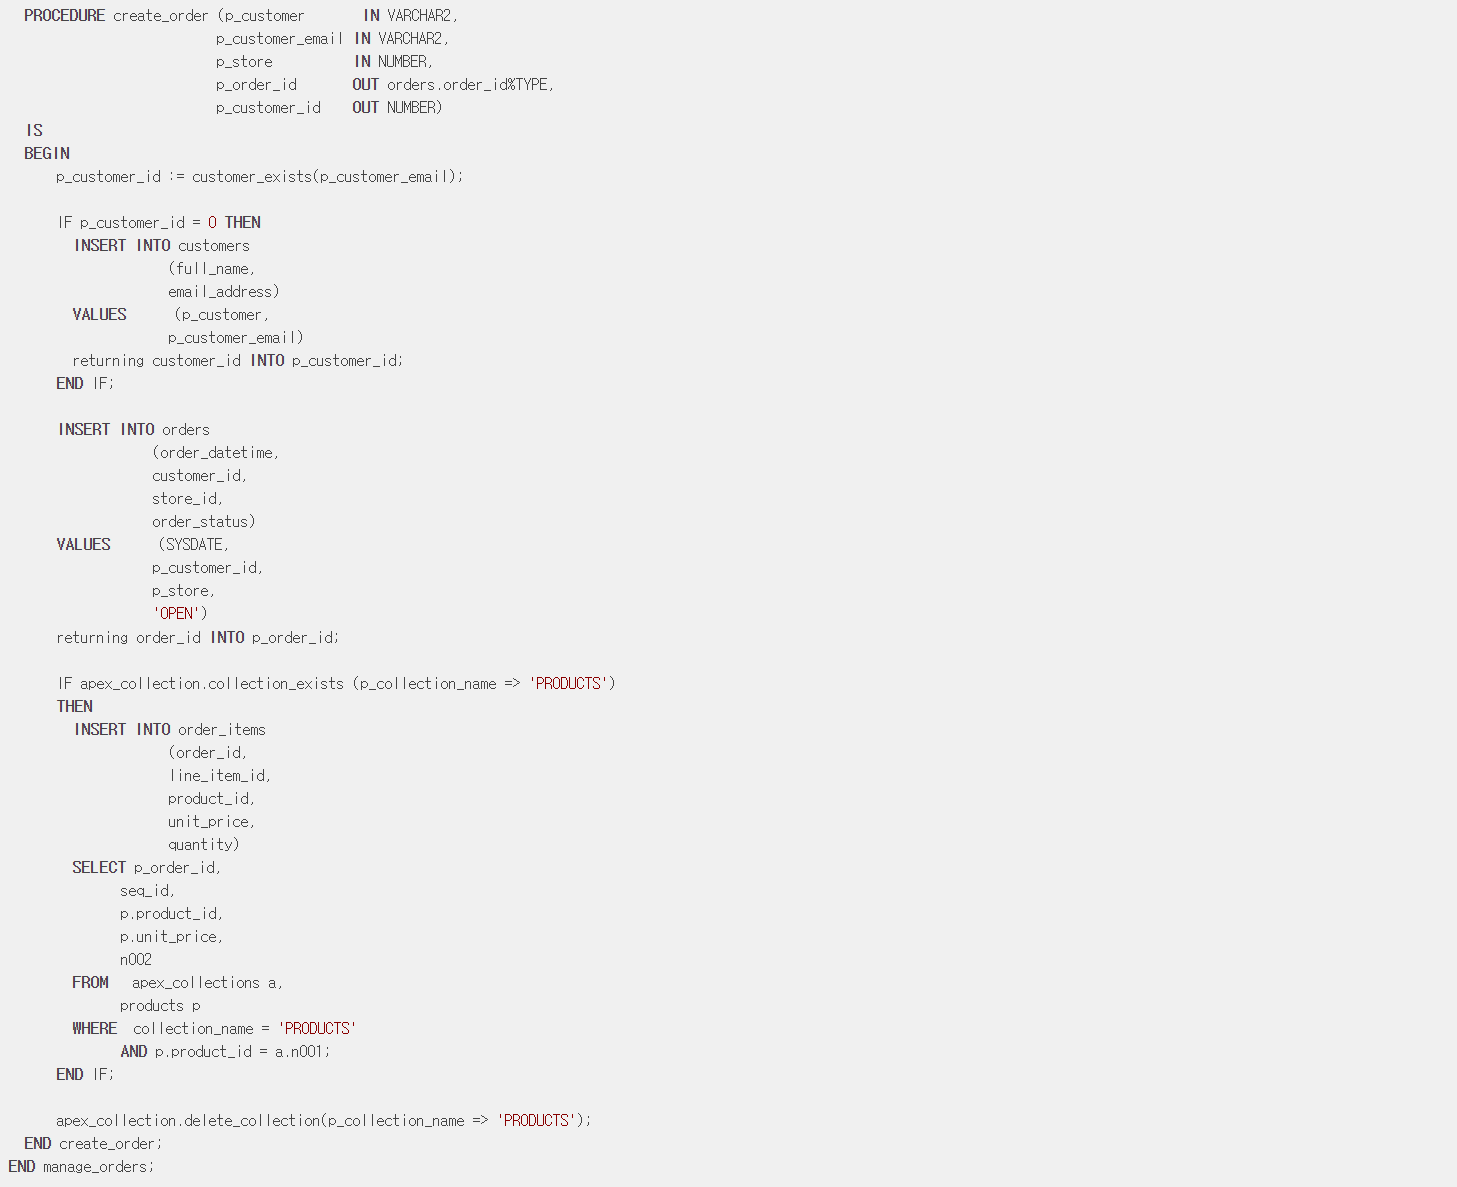 PROCEDURE create_order (p_customer       IN VARCHAR2,
                        p_customer_email IN VARCHAR2,
                        p_store          IN NUMBER,
                        p_order_id       OUT orders.order_id%TYPE,
                        p_customer_id    OUT NUMBER)
IS
BEGIN
    p_customer_id := customer_exists(p_customer_email);

    IF p_customer_id = 0 THEN
      INSERT INTO customers
                  (full_name,
                  email_address)
      VALUES      (p_customer,
                  p_customer_email)
      returning customer_id INTO p_customer_id;
    END IF;

    INSERT INTO orders
                (order_datetime,
                customer_id,
                store_id,
                order_status)
    VALUES      (SYSDATE,
                p_customer_id,
                p_store,
                'OPEN')
    returning order_id INTO p_order_id;

    IF apex_collection.collection_exists (p_collection_name => 'PRODUCTS')
    THEN
      INSERT INTO order_items
                  (order_id,
                  line_item_id,
                  product_id,
                  unit_price,
                  quantity)
      SELECT p_order_id,
            seq_id,
            p.product_id,
            p.unit_price,
            n002
      FROM   apex_collections a,
            products p
      WHERE  collection_name = 'PRODUCTS'
            AND p.product_id = a.n001;
    END IF;

    apex_collection.delete_collection(p_collection_name => 'PRODUCTS');
  END create_order;
END manage_orders;